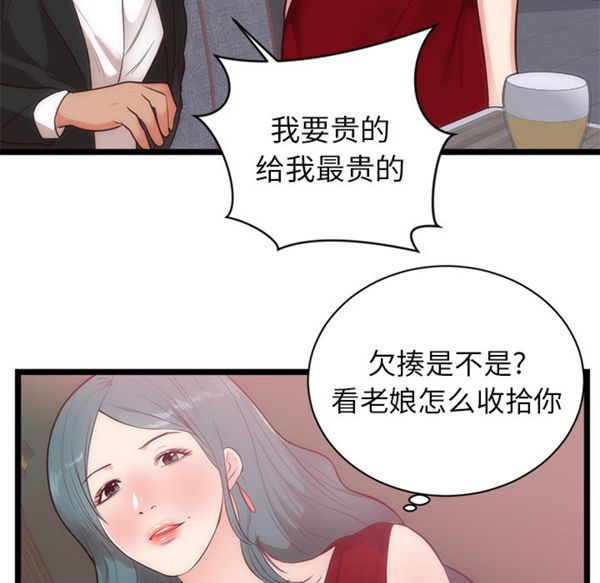 我要贵的
给我最贵的
欠揍是不是?
看老娘怎么收拾你